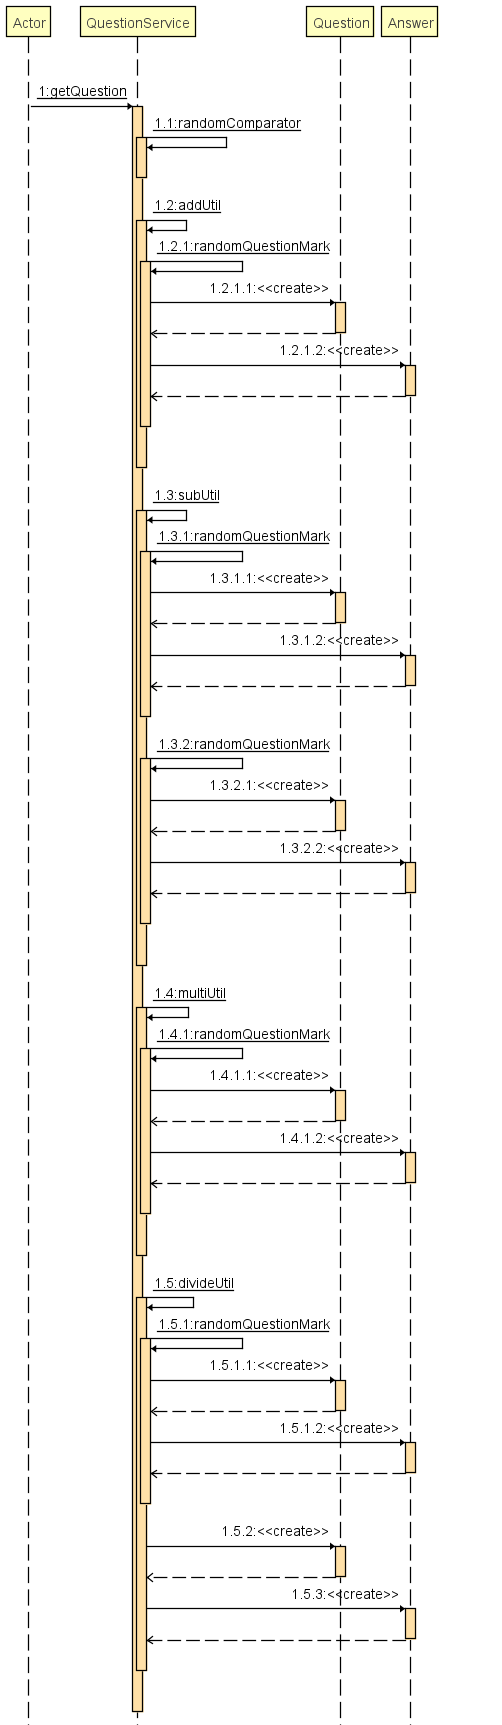 Actor
QuestionService
Question
Answer
1:getQuestion
1.1:randomComparator
1.2:addUtil
1.2.1:randomQuestionMark
1.2.1.1:<<create>>
1.2.1.2:<<create>>
1.3:subUtil
1.3.1:randomQuestionMark
1.3.1.1:<<create>>
1.3.1.2:<<create>>
1.3.2:randomQuestionMark
1.3.2.1:<<create>>
1.3.2.2:<<create>>
1.4:multiUtil
1.4.1:randomQuestionMark
1.4.1.1:<<create>>
1.4.1.2:<<create>>
1.5:divideUtil
1.5.1:randomQuestionMark
1.5.1.1:<<create>>
1.5.1.2:<<create>>
1.5.2:<<create>>
1.5.3:<<create>>